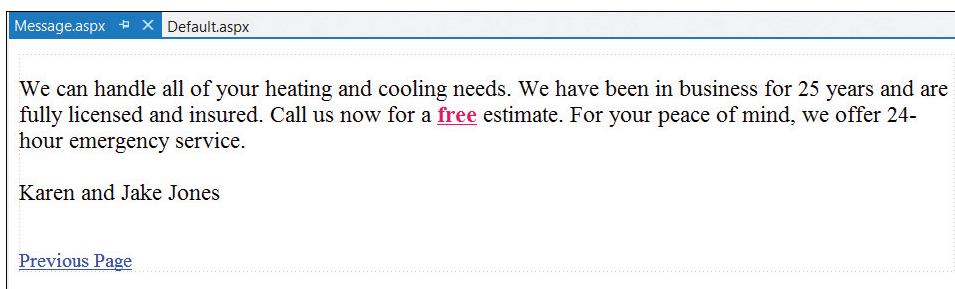 Message.aspx Default.aspx
We can handle all of your heating and cooling needs. We have been in business for 25 years and are
fully licensed and insured. Call us now for a free estimate. For your peace of mind, we offer 24-
hour emergency service.
Karen and Jake Jones
Previous Page